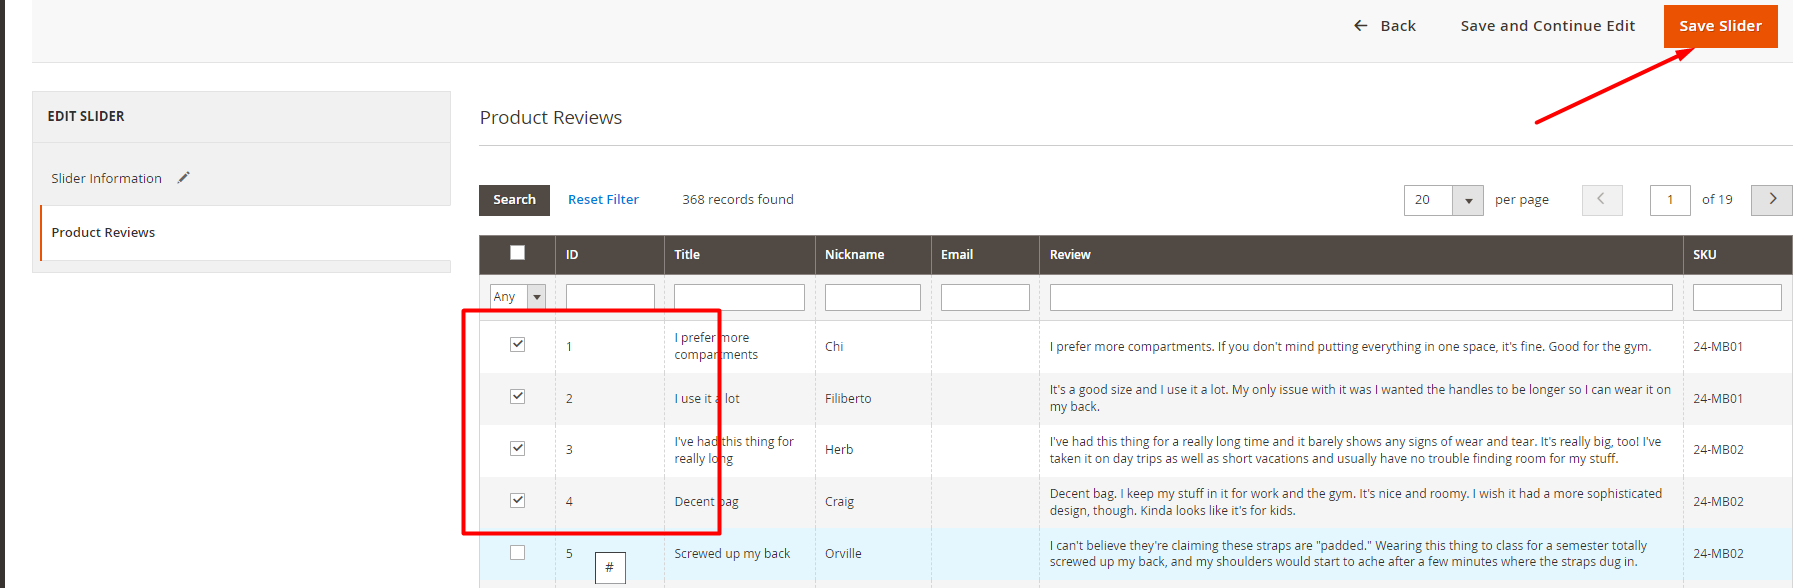 Back
Save and Continue Edit
Save Slider
EDIT SLIDER
Slider Information
Product Reviews
Product Reviews
Search
Reset Filter
368 records found
20
per page
1
of 19
ID
Title
Nickname
Email
Review
SKU
Any
1
I prefer more
compartments
Chi
I prefer more compartments. If you don't mind putting everything in one space, it's fine. Good for the gym.
24-MB01
2
I use it a lot
Filiberto
It's a good size and I use it a lot. My only issue with it was I wanted the handles to be longer so I can wear it on
my back.
24-MB01
3
I've had this thing for
really long
Herb
I've had this thing for a really long time and it barely shows any signs of wear and tear. It's really big, too! I've
taken it on day trips as well as short vacations and usually have no trouble finding room for my stuff.
24-MB02
4
Decent bag
Craig
Decent bag. I keep my stuff in it for work and the gym. It's nice and roomy. I wish it had a more sophisticated
design, though. Kinda looks like it's for kids.
24-MB02
5
#
Screwed up my back
Orville
I can't believe they're claiming these straps are "padded." Wearing this thing to class for a semester totally
screwed up my back, and my shoulders would start to ache after a few minutes where the straps dug in.
24-MB02